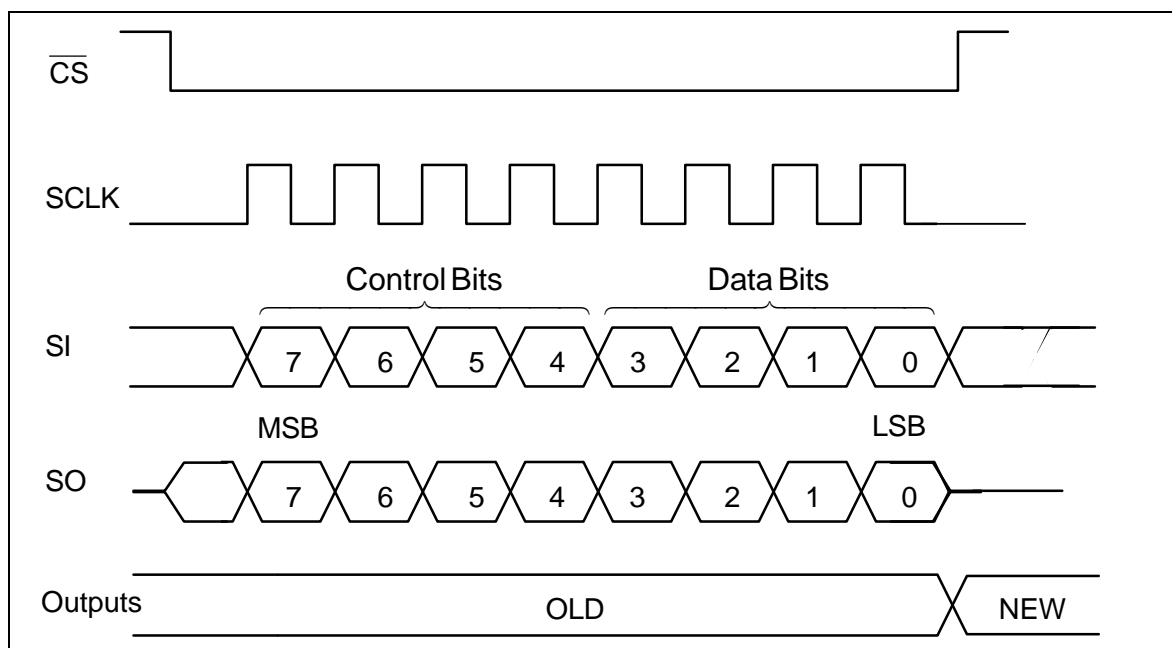 CS
SCLK
Control Bits Data Bits
SI 7 6 5 4 3 2 1 0
MSB LSB
SO 7 6 5 4 3 2 1 0
Outputs OLD NEW